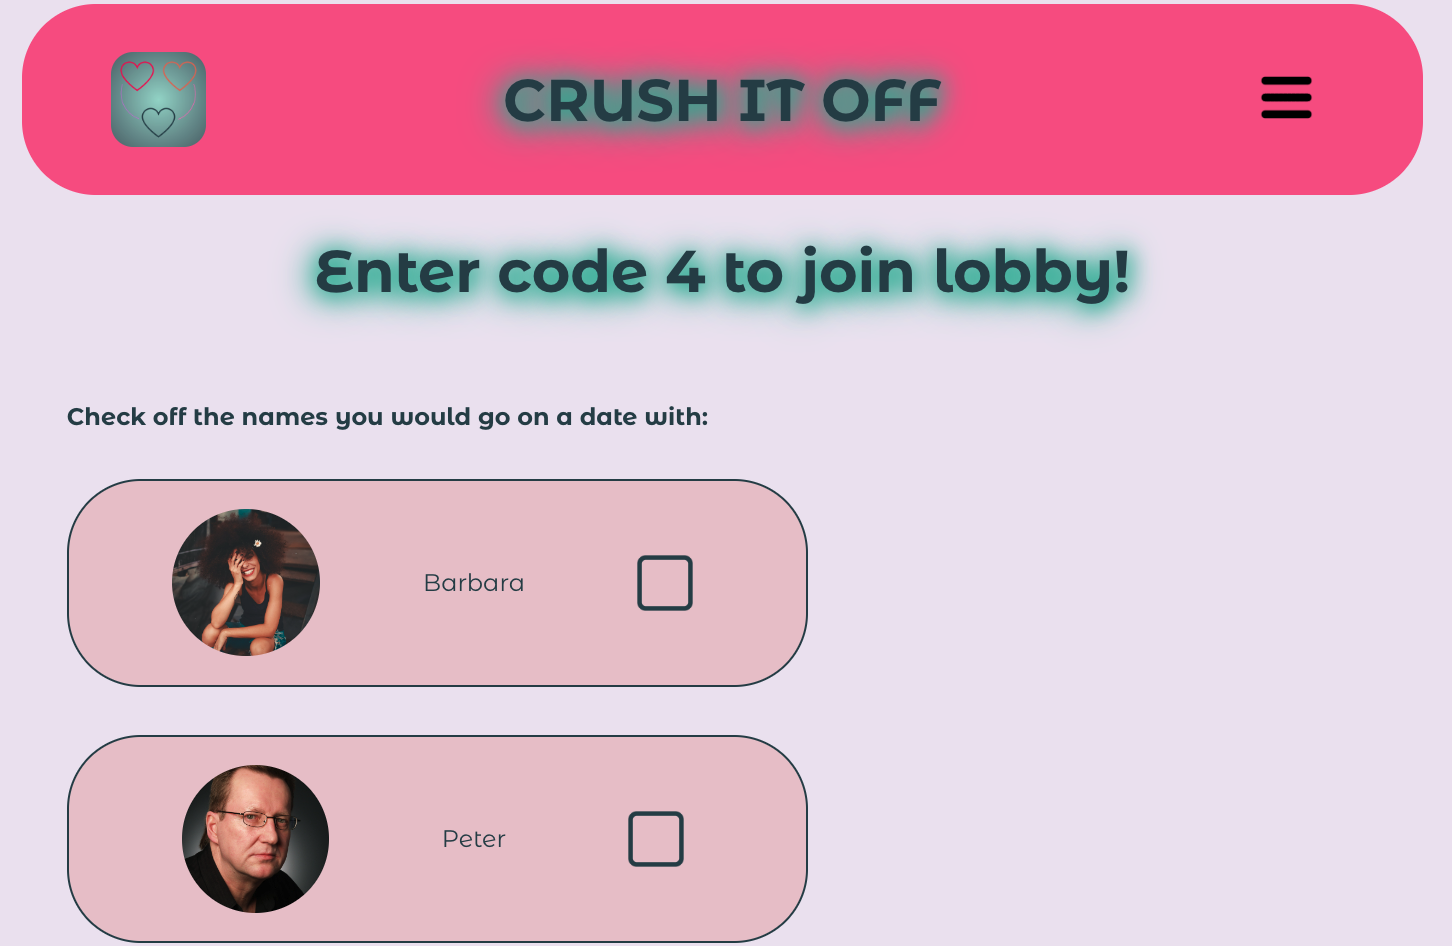 CRUSH IT OFF
Enter code 4 to join lobby!
Check off the names you would go on a date with:
Barbara
Peter